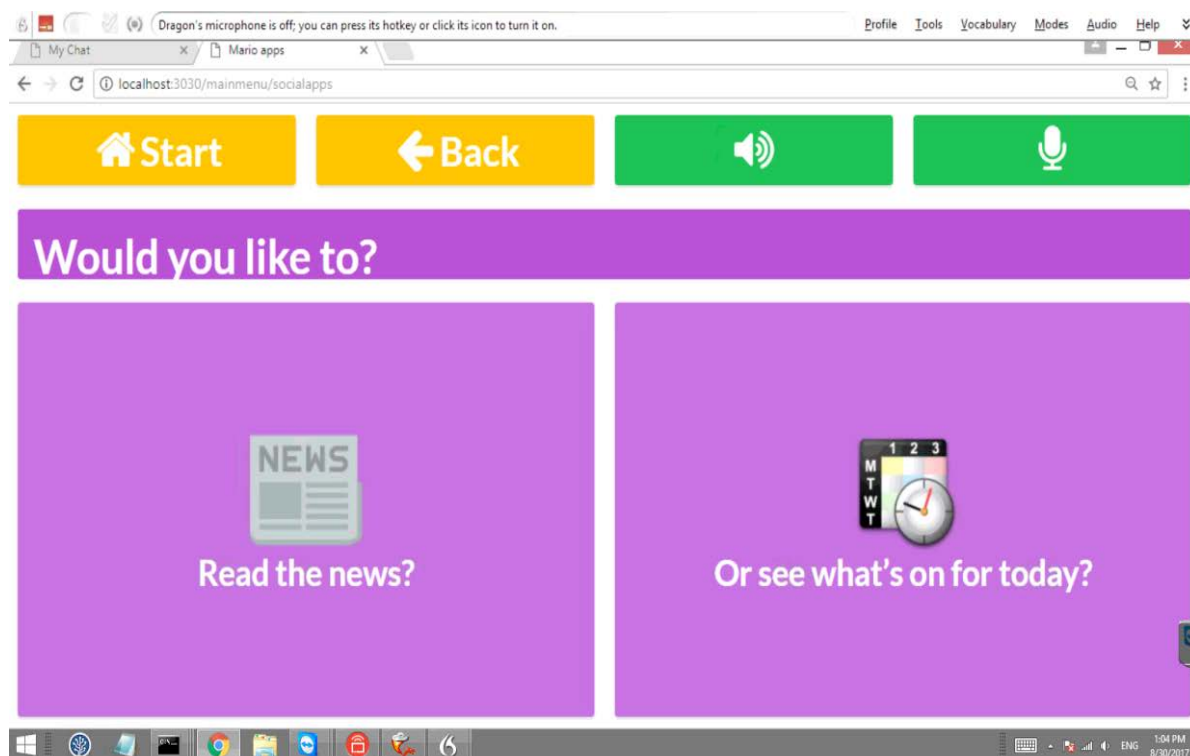 Dragon's microphone is off; you can press its hotkey or click its icon to turn it on.
Profile Tools Vocabulary Modes Audio Help
My Chat
Mario apps
localhost:3030/mainmenu/socialapps
Start
Back
Would you like to?
NEWS
Read the news?
1 2 3
M
T
W
T
Or see what's on for today?
ENG
1:04 PM